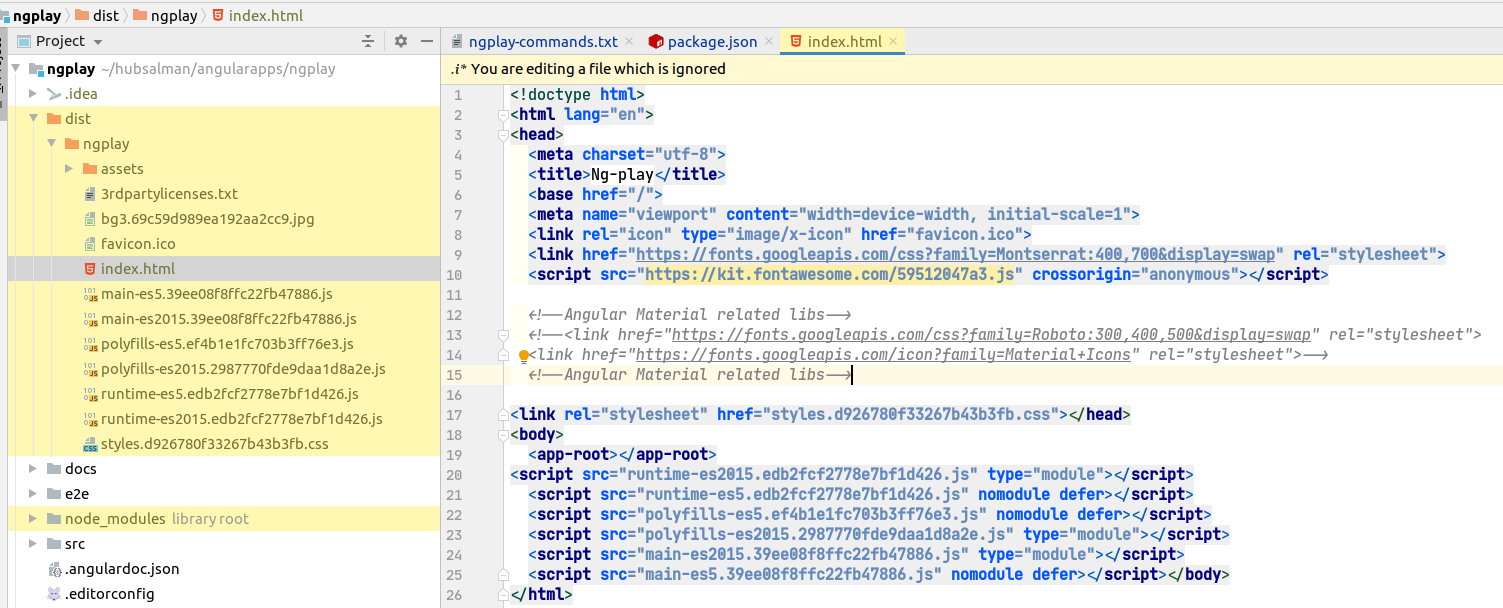 ngplay dist ngplay index.html
Project
ngplay-commands.txt package.json index.html
.i* You are editing a file which is ignored
ngplay ~/hubsalman/angularapps/ngplay
.idea
dist
ngplay
assets
3rdpartylicenses.txt
bg3.69c59d989ea192aa2cc9.jpg
favicon.ico
index.html
main-es5.39ee08f8ffc22fb47886.js
main-es2015.39ee08f8ffc22fb47886.js
polyfills-es5.ef4b1e1fc703b3ff76e3.js
polyfills-es2015.2987770fde9daa1d8a2e.js
runtime-es5.edb2fcf2778e7bf1d426.js
runtime-es2015.edb2fcf2778e7bf1d426.js
styles.d926780f33267b43b3fb.css
docs
e2e
node_modules library root
src
.angulardoc.json
.editorconfig
1 <!doctype html>
2 <html lang="en">
3 <head>
4 <meta charset="utf-8">
5 <title>Ng-play</title>
6 <base href="/">
7 <meta name="viewport" content="width=device-width, initial-scale=1">
8 <link rel="icon" type="image/x-icon" href="favicon.ico">
9 <link href="https://fonts.googleapis.com/css?family=Montserrat:400,700&display=swap" rel="stylesheet">
10 <script src="https://kit.fontawesome.com/59512047a3.js" crossorigin="anonymous"></script>
11
12 <!--Angular Material related libs-->
13 <!--<link href="https://fonts.googleapis.com/css?family=Roboto:300,400,500&display=swap" rel="stylesheet">
14 <link href="https://fonts.googleapis.com/icon?family=Material+Icons" rel="stylesheet">-->
15 <!--Angular Material related libs-->
16
17 <link rel="stylesheet" href="styles.d926780f33267b43b3fb.css"></head>
18 <body>
19 <app-root></app-root>
20 <script src="runtime-es2015.edb2fcf2778e7bf1d426.js" type="module"></script>
21 <script src="runtime-es5.edb2fcf2778e7bf1d426.js" nomodule defer></script>
22 <script src="polyfills-es5.ef4b1e1fc703b3ff76e3.js" nomodule defer></script>
23 <script src="polyfills-es2015.2987770fde9daa1d8a2e.js" type="module"></script>
24 <script src="main-es2015.39ee08f8ffc22fb47886.js" type="module"></script>
25 <script src="main-es5.39ee08f8ffc22fb47886.js" nomodule defer></script></body>
26 </html>